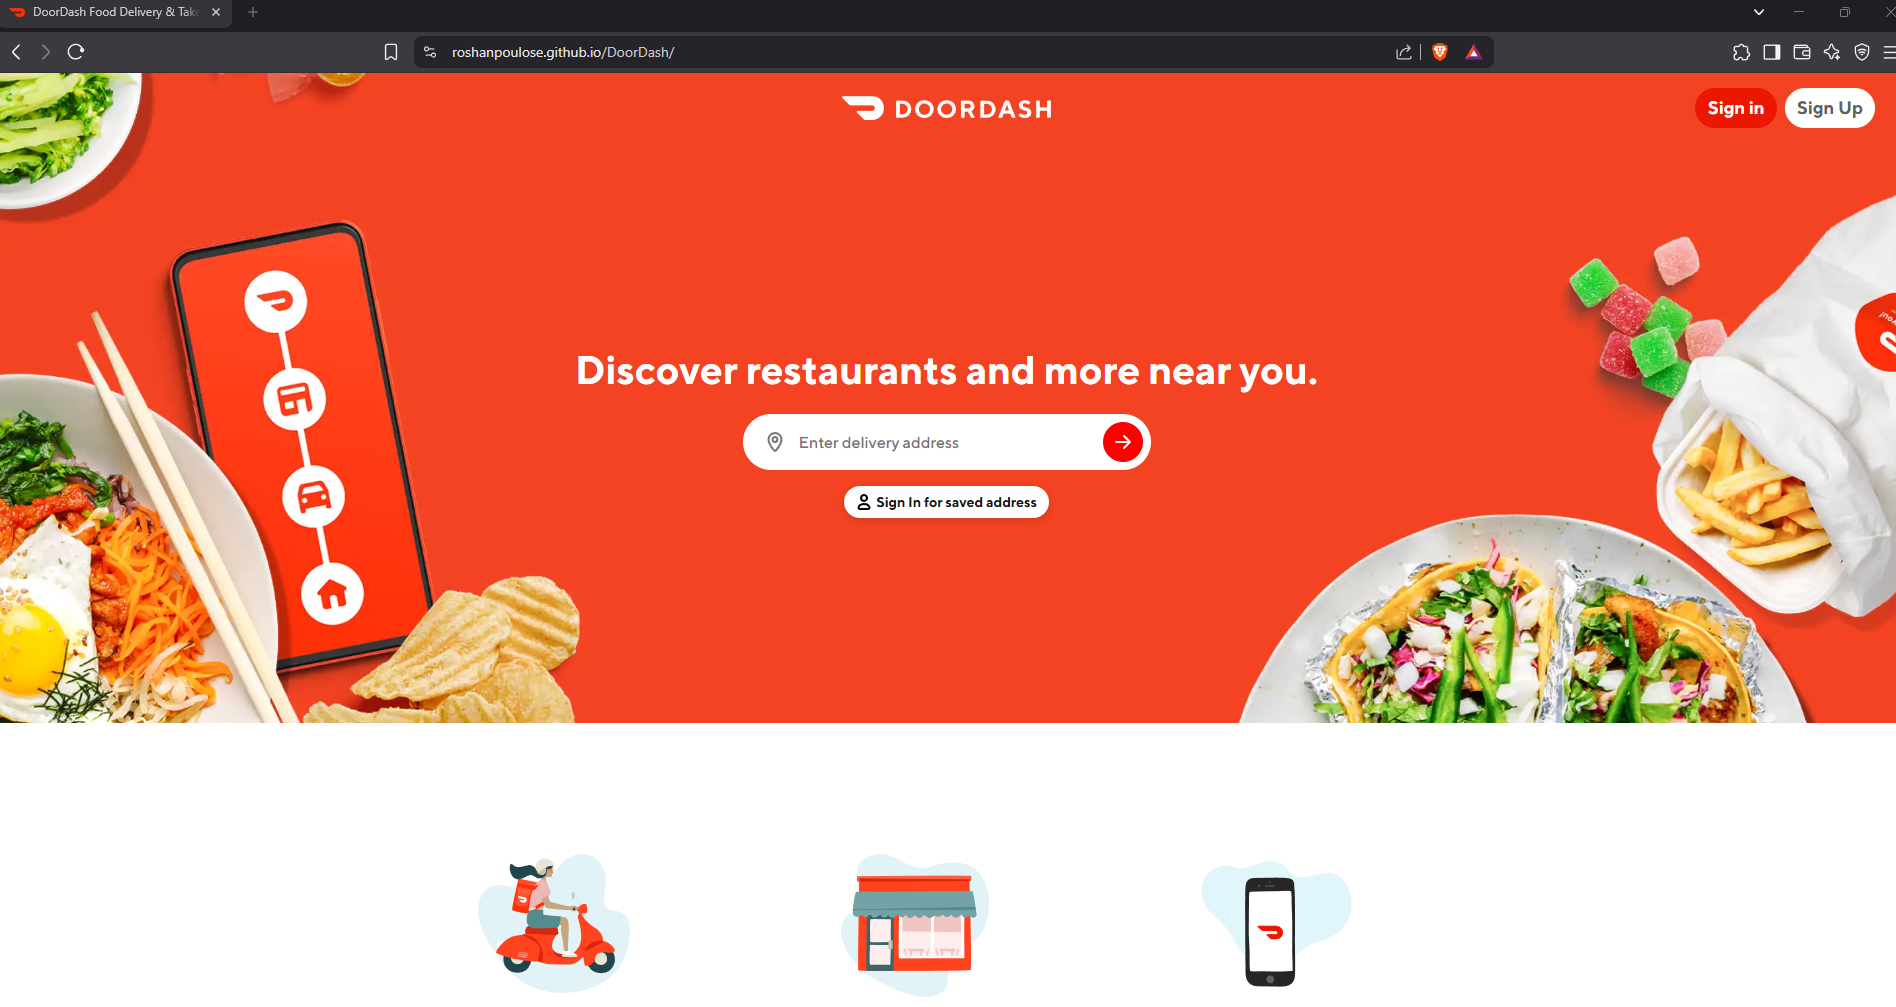 DoorDash Food Delivery & Take
roshanpoulose.github.io/DoorDash/
DOORDASH
Sign in
Sign Up
Discover restaurants and more near you.
Enter delivery address
Sign In for saved address